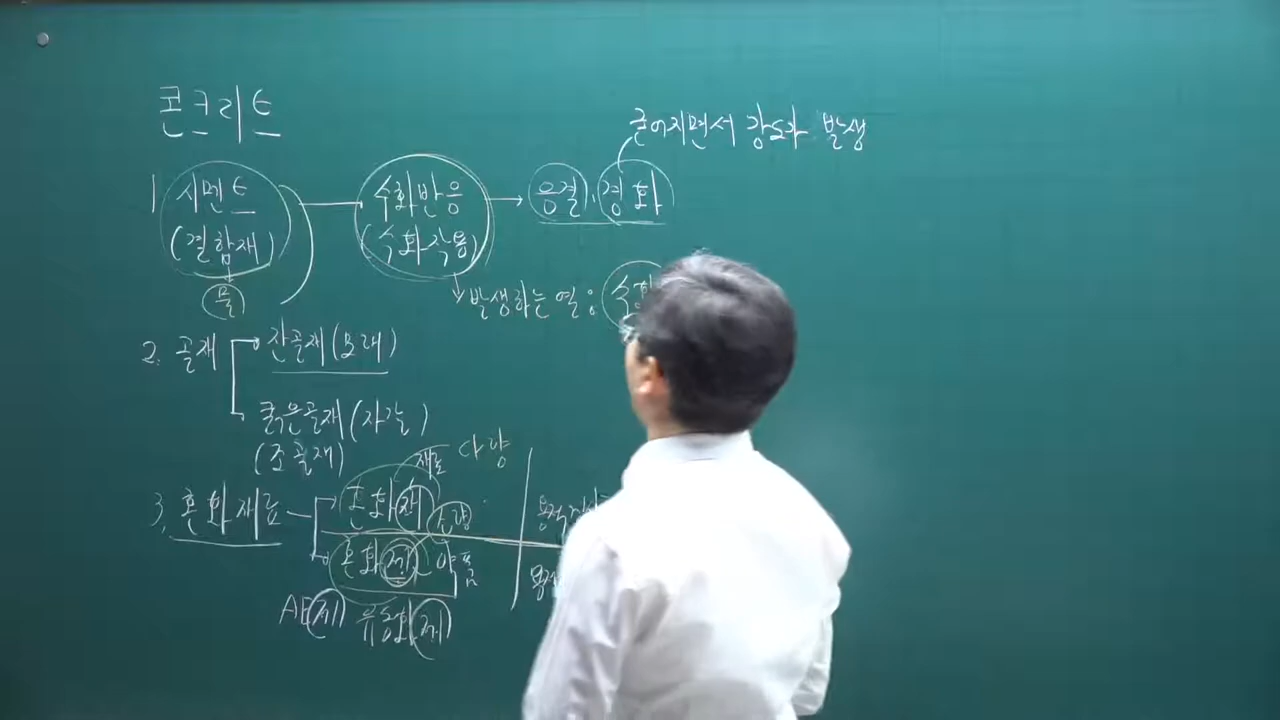 콘크리트
굳어지면서 강도가 발생
1 시멘트 수화반응 응결, 경화
(결합재) (수화작용)
물
발생하는 열: 수화
2. 골재 잔골재(모래)
굵은골재(자갈)
(조골재)
재료 다량
3. 혼화재료 혼화재
소량
혼화제 약품
AE제 유동화제